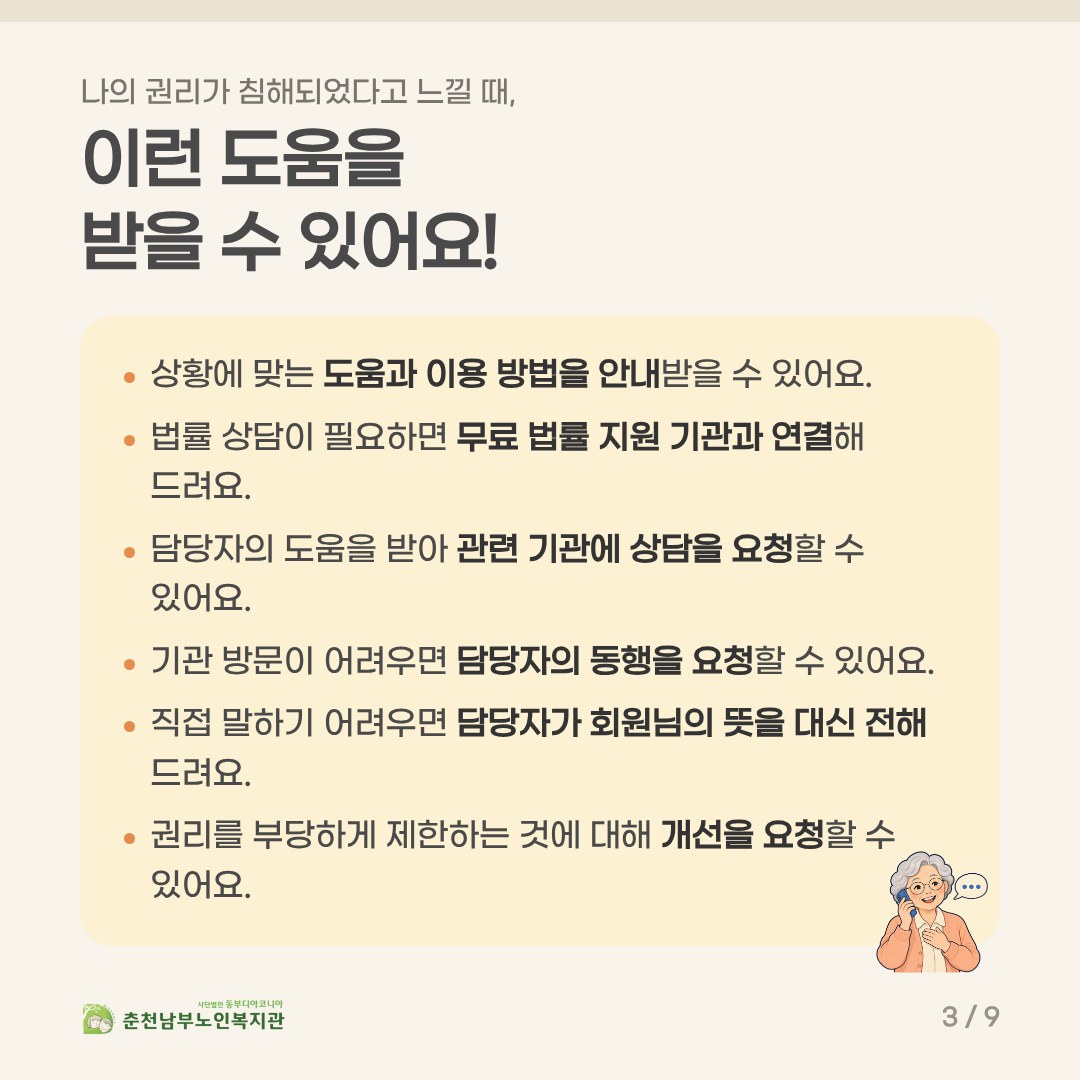 나의 권리가 침해되었다고 느낄 때,
이런 도움을
받을 수 있어요!
• 상황에 맞는 도움과 이용 방법을 안내받을 수 있어요.
• 법률 상담이 필요하면 무료 법률 지원 기관과 연결해
드려요.
• 담당자의 도움을 받아 관련 기관에 상담을 요청할 수
있어요.
• 기관 방문이 어려우면 담당자의 동행을 요청할 수 있어요.
• 직접 말하기 어려우면 담당자가 회원님의 뜻을 대신 전해
드려요.
• 권리를 부당하게 제한하는 것에 대해 개선을 요청할 수
있어요.
사단법인 동부디아코니아
춘천남부노인복지관
3 / 9